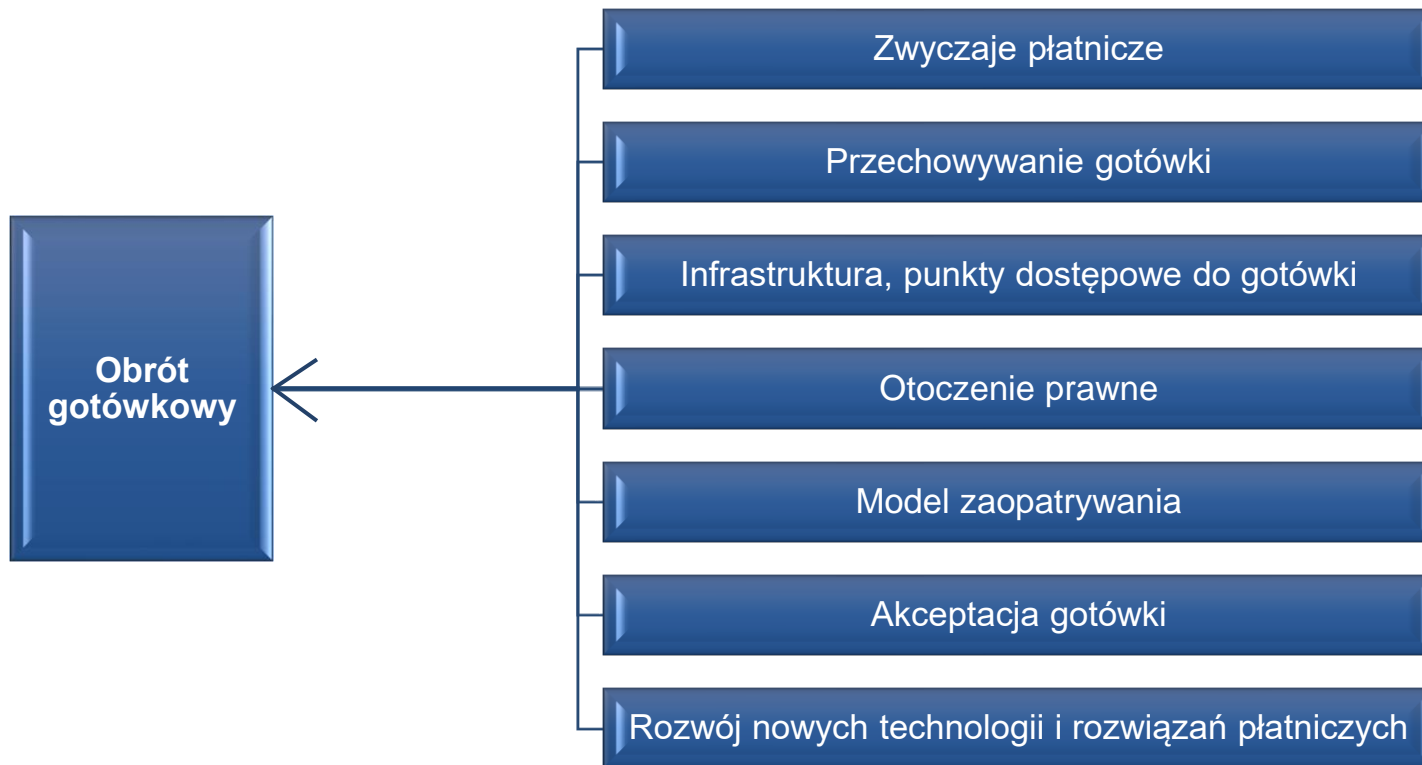 Zwyczaje płatnicze
Przechowywanie gotówki
Infrastruktura, punkty dostępowe do gotówki
Obrót
gotówkowy
Otoczenie prawne
Model zaopatrywania
Akceptacja gotówki
Rozwój nowych technologii i rozwiązań płatniczych